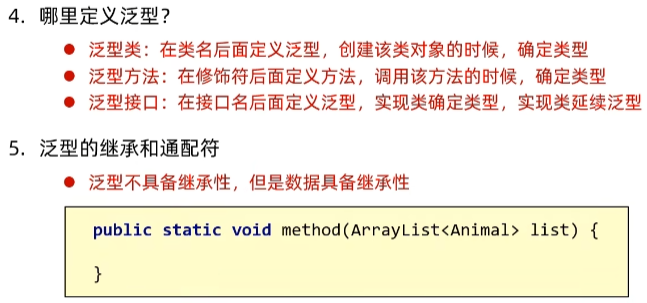 4. 哪里定义泛型？
● 泛型类：在类名后面定义泛型，创建该类对象的时候，确定类型
● 泛型方法：在修饰符后面定义方法，调用该方法的时候，确定类型
● 泛型接口：在接口名后面定义泛型，实现类确定类型，实现类延续泛型
5. 泛型的继承和通配符
● 泛型不具备继承性，但是数据具备继承性
public static void method(ArrayList<Animal> list) {
}